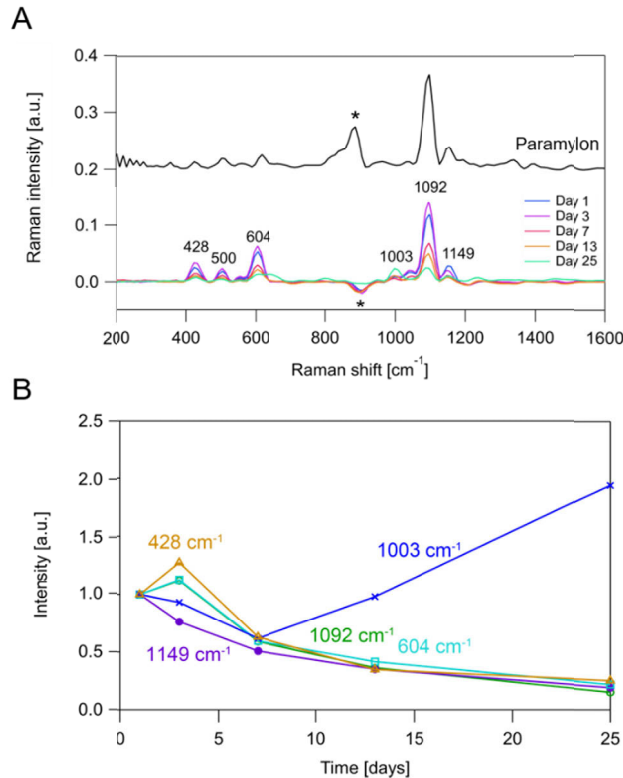 A
Raman intensity [a.u.]
0.4
0.3
0.2
0.1
0.0
*
Paramylon
428
500
604
1003
1092
1149
*
Day 1
Day 3
Day 7
Day 13
Day 25
200
400
600
800
1000
1200
1400
1600
Raman shift [cm-1]
B
Intensity [a.u.]
2.5
2.0
1.5
1.0
0.5
0.0
428 cm-1
1003 cm-1
1092 cm-1
604 cm-1
1149 cm-1
0
5
10
15
20
25
Time [days]